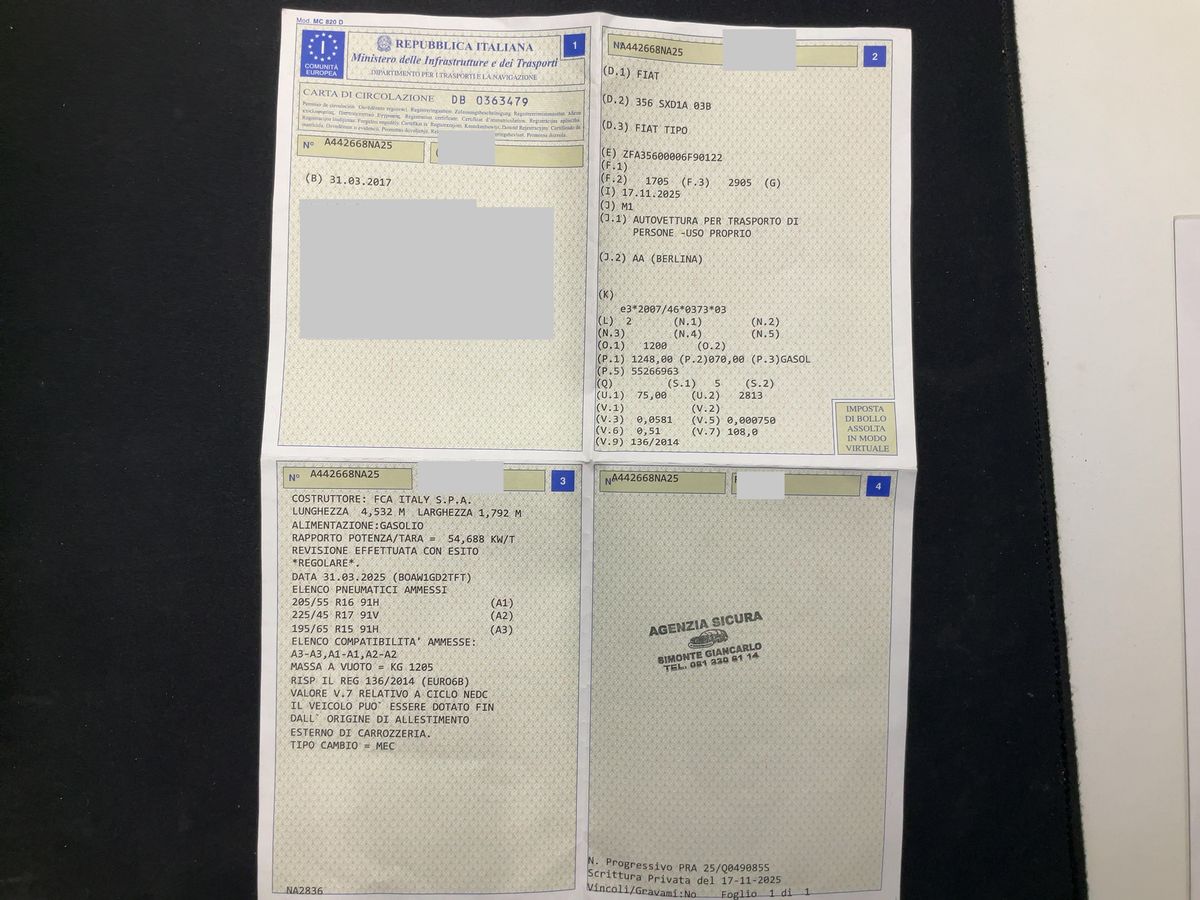 Mod. MC 820 D
I
COMUNITÀ
EUROPEA
REPUBBLICA ITALIANA
Ministero delle Infrastrutture e dei Trasporti
DIPARTIMENTO PER I TRASPORTI E LA NAVIGAZIONE
1
CARTA DI CIRCOLAZIONE DB 0363479
N° A442668NA25
(B) 31.03.2017
NA442668NA25
2
(D.1) FIAT
(D.2) 356 SXD1A 03B
(D.3) FIAT TIPO
(E) ZFA35600006F90122
(F.1)
(F.2) 1705 (F.3) 2905 (G)
(I) 17.11.2025
(J) M1
(J.1) AUTOVETTURA PER TRASPORTO DI
PERSONE -USO PROPRIO
(J.2) AA (BERLINA)
(K)
e3*2007/46*0373*03
(L) 2 (N.1) (N.2)
(N.3) (N.4) (N.5)
(O.1) 1200 (O.2)
(P.1) 1248,00 (P.2)070,00 (P.3)GASOL
(P.5) 55266963
(Q) (S.1) 5 (S.2)
(U.1) 75,00 (U.2) 2813
(V.1) (V.2)
(V.3) 0,0581 (V.5) 0,000750
(V.6) 0,51 (V.7) 108,0
(V.9) 136/2014
IMPOSTA
DI BOLLO
ASSOLTA
IN MODO
VIRTUALE
N° A442668NA25
3
COSTRUTTORE: FCA ITALY S.P.A.
LUNGHEZZA 4,532 M LARGHEZZA 1,792 M
ALIMENTAZIONE:GASOLIO
RAPPORTO POTENZA/TARA = 54,688 KW/T
REVISIONE EFFETTUATA CON ESITO
*REGOLARE*.
DATA 31.03.2025 (BOAW1GD2TFT)
ELENCO PNEUMATICI AMMESSI
205/55 R16 91H (A1)
225/45 R17 91V (A2)
195/65 R15 91H (A3)
ELENCO COMPATIBILITA' AMMESSE:
A3-A3,A1-A1,A2-A2
MASSA A VUOTO = KG 1205
RISP IL REG 136/2014 (EURO6B)
VALORE V.7 RELATIVO A CICLO NEDC
IL VEICOLO PUO` ESSERE DOTATO FIN
DALL` ORIGINE DI ALLESTIMENTO
ESTERNO DI CARROZZERIA.
TIPO CAMBIO = MEC
NA2836
N°A442668NA25
4
AGENZIA SICURA
SIMONTE GIANCARLO
TEL. 081
N. Progressivo PRA 25/Q049085S
Scrittura Privata del 17-11-2025
Vincoli/Gravami:No Foglio 1 di 1